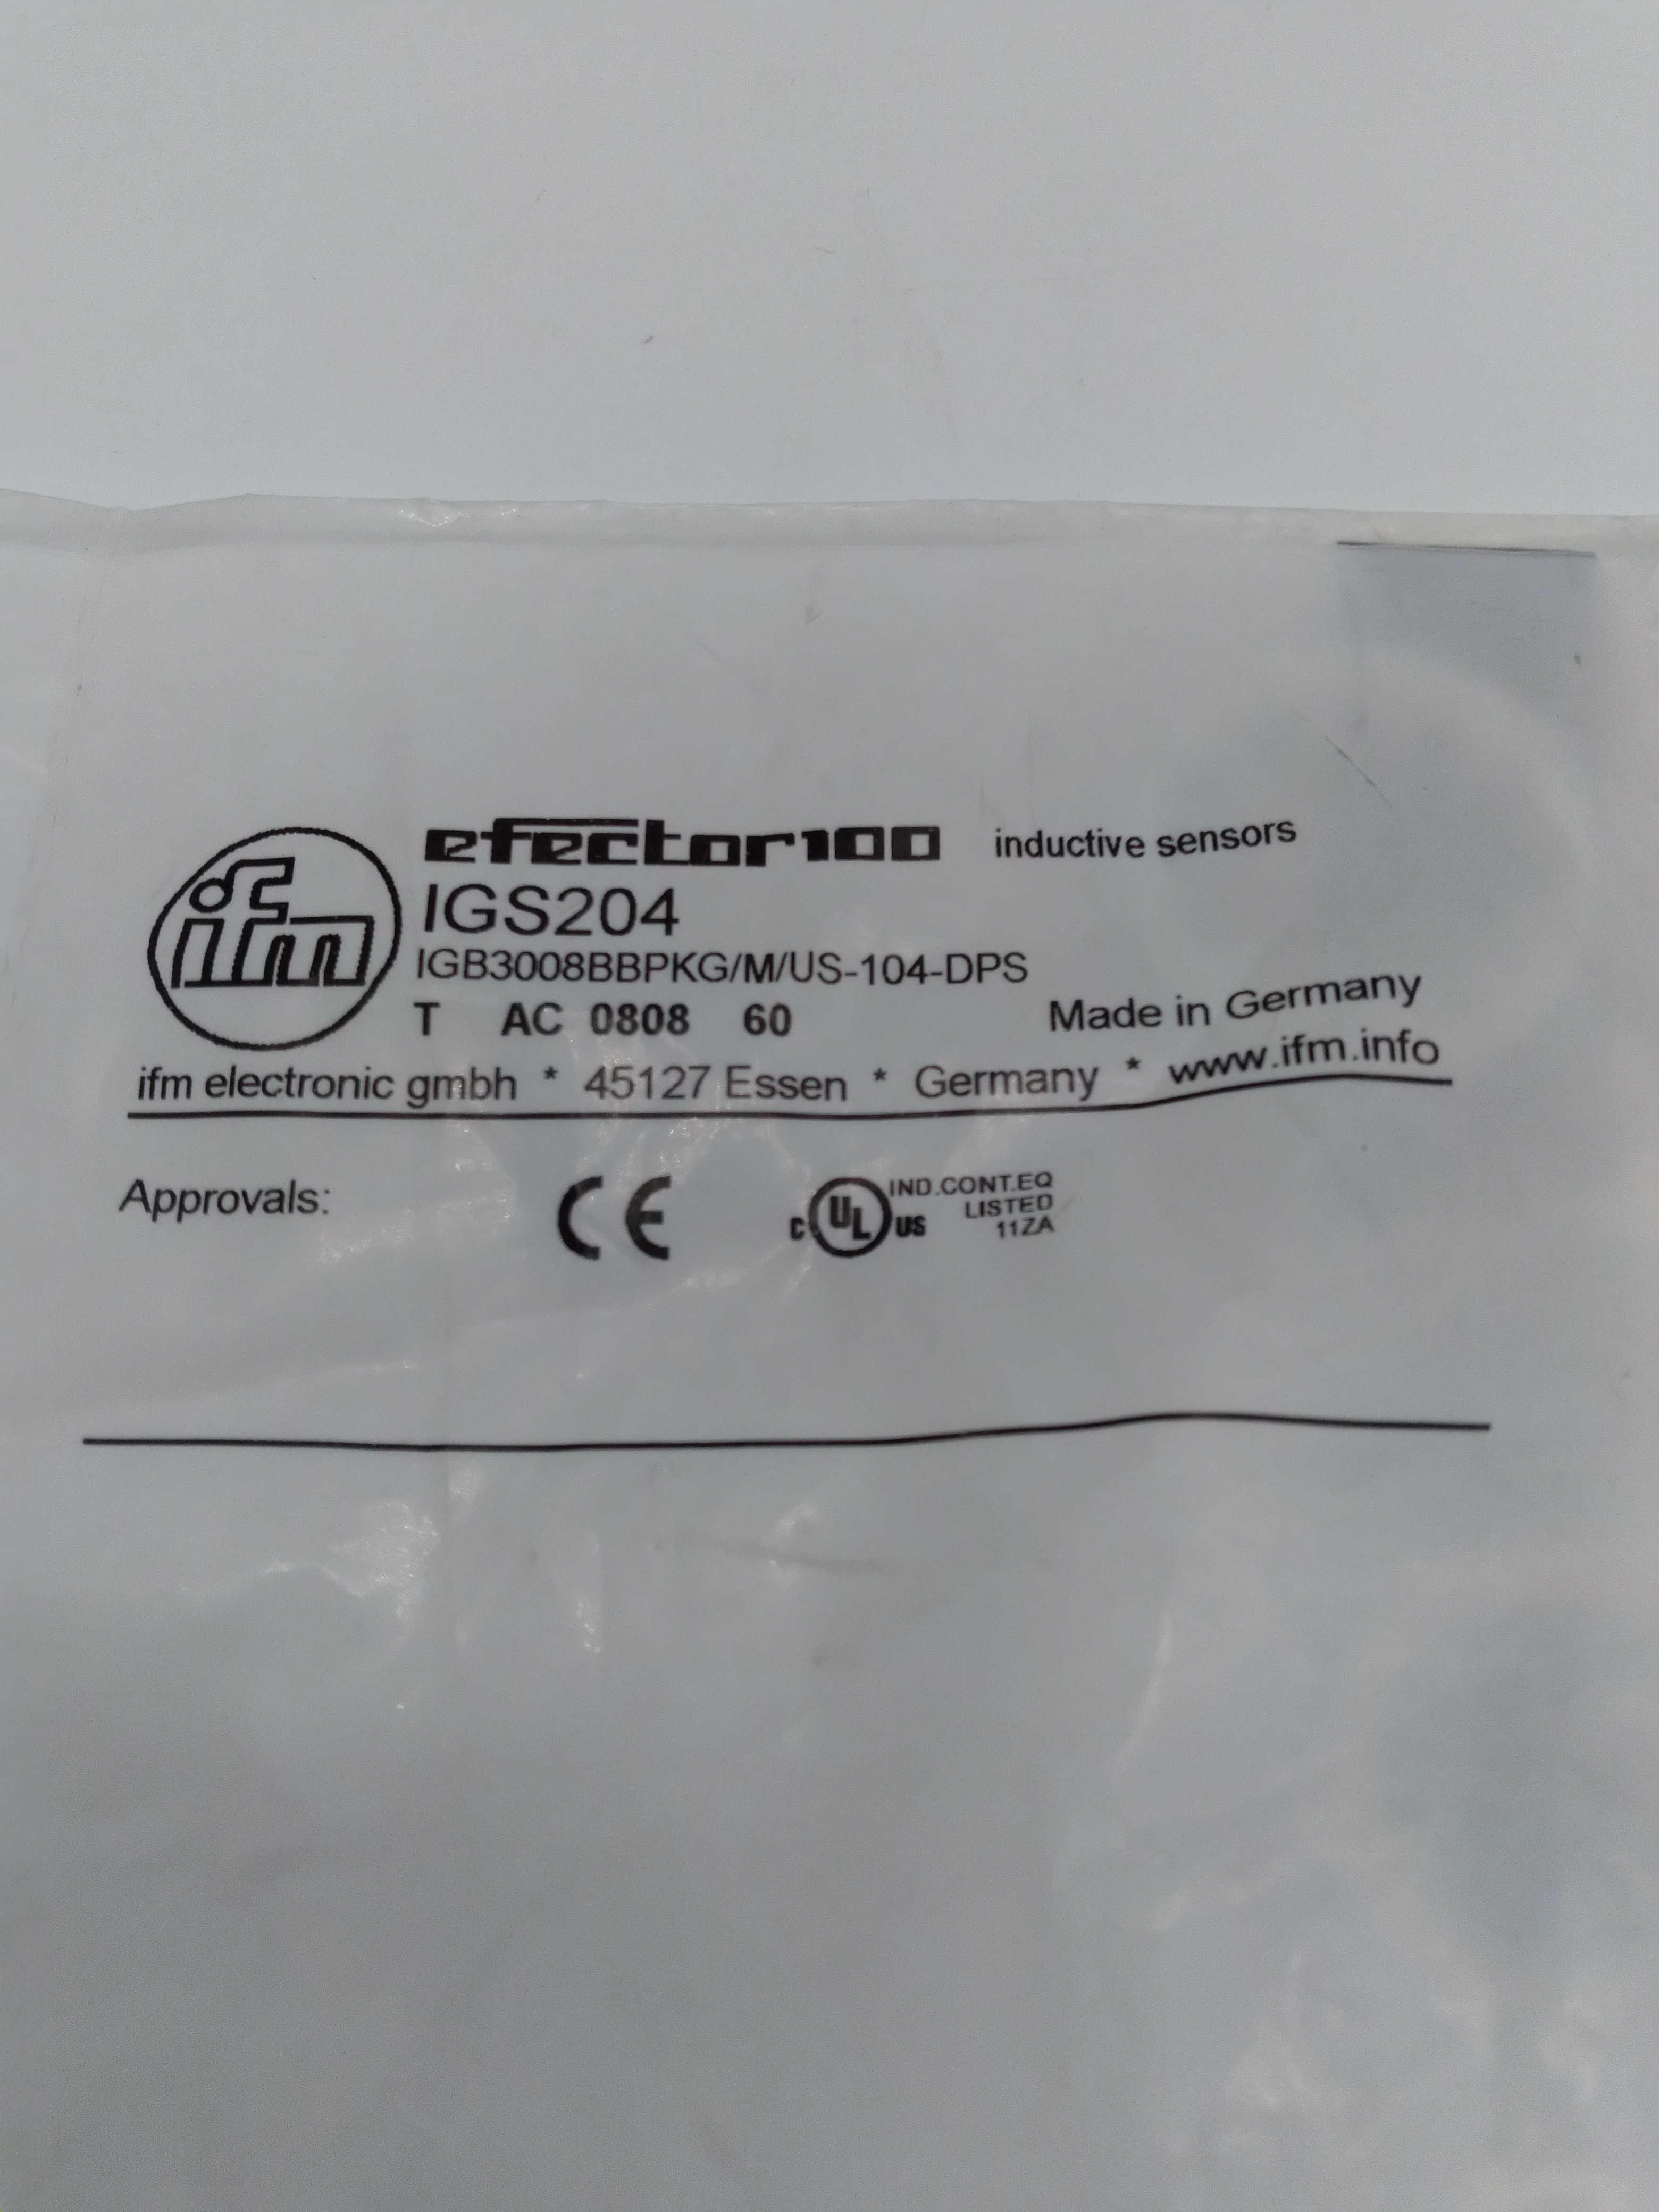 ifm
efector100 inductive sensors
IGS204
IGB3008BBPKG/M/US-104-DPS
T AC 0808 60 Made in Germany
ifm electronic gmbh * 45127 Essen * Germany * www.ifm.info
Approvals: CE c UL US IND.CONT.EQ
LISTED
11ZA